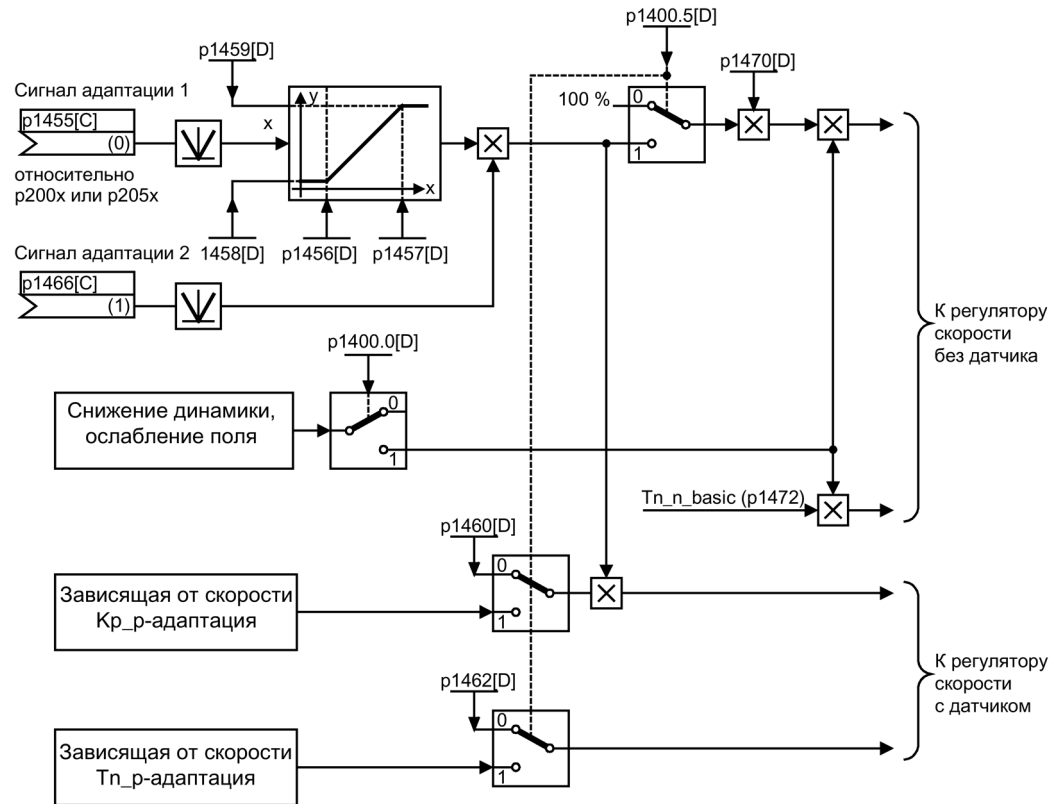 p1400.5[D]
p1459[D]
p1470[D]
Сигнал адаптации 1
p1455[C]
(0)
x
y
x
100 %
0
1
относительно
p200x или p205x
1458[D]
p1456[D]
p1457[D]
Сигнал адаптации 2
p1466[C]
(1)
К регулятору
скорости
без датчика
p1400.0[D]
Снижение динамики,
ослабление поля
0
1
Tn_n_basic (p1472)
p1460[D]
0
1
Зависящая от скорости
Kp_p-адаптация
К регулятору
скорости
с датчиком
p1462[D]
0
1
Зависящая от скорости
Tn_p-адаптация